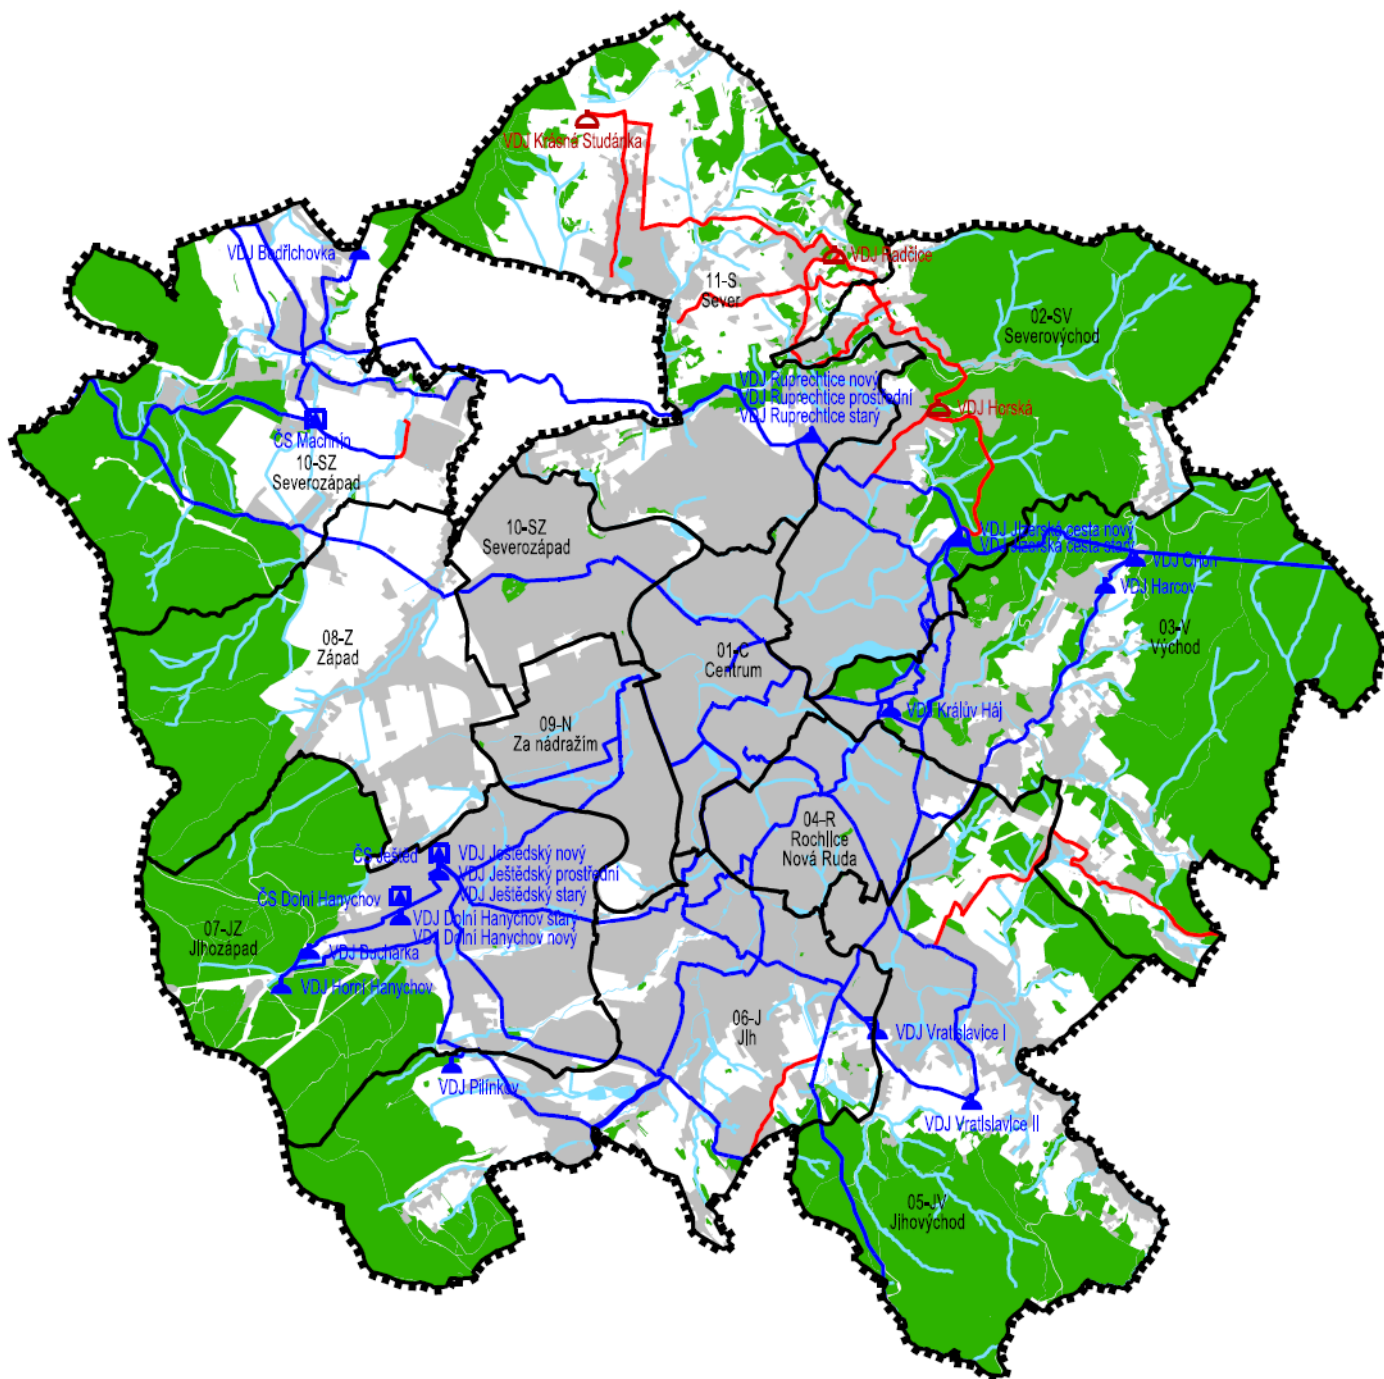 VDJ Krásná Studánka
VDJ Bedřichovka
VDJ Radčice
11-S
Sever
02-SV
Severovýchod
VDJ Ruprechtice nový
VDJ Ruprechtice prostřední
VDJ Ruprechtice starý
VDJ Horská
ČS Machnín
10-SZ
Severozápad
10-SZ
Severozápad
VDJ Jizerská cesta nový
VDJ Jizerská cesta starý
VDJ Harcov
03-V
Východ
08-Z
Západ
01-C
Centrum
VDJ Králův Háj
09-N
Za nádražím
04-R
Rochlice
Nová Ruda
ČS Ještěd
VDJ Ještědský nový
VDJ Ještědský prostřední
VDJ Ještědský starý
ČS Dolní Hanychov
VDJ Dolní Hanychov starý
VDJ Dolní Hanychov nový
07-JZ
Jihozápad
VDJ Bucharka
VDJ Horní Hanychov
06-J
Jih
VDJ Vratislavice I
VDJ Pilínkov
VDJ Vratislavice II
05-JV
Jihovýchod